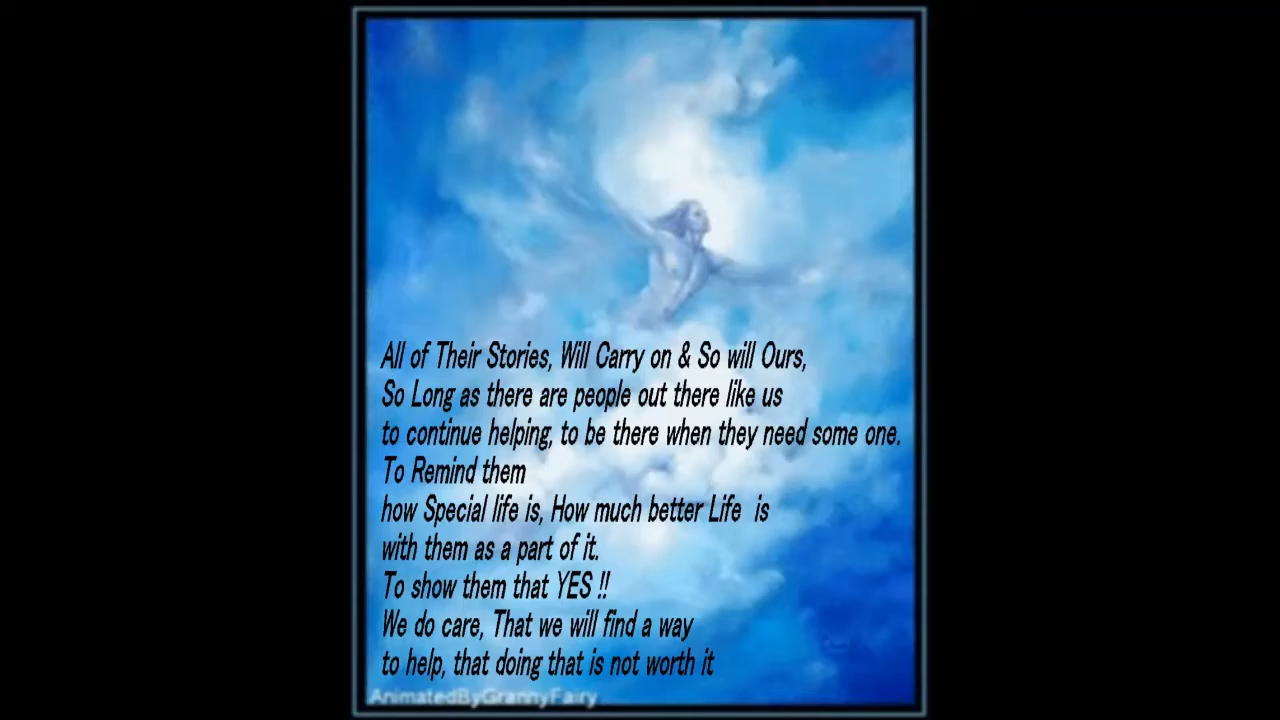 All of Their Stories, Will Carry on & So will Ours,
So Long as there are people out there like us
to continue helping, to be there when they need some one.
To Remind them
how Special life is, How much better Life  is
with them as a part of it.
To show them that YES !!
We do care, That we will find a way
to help, that doing that is not worth it
AnimatedByGrannyFairy